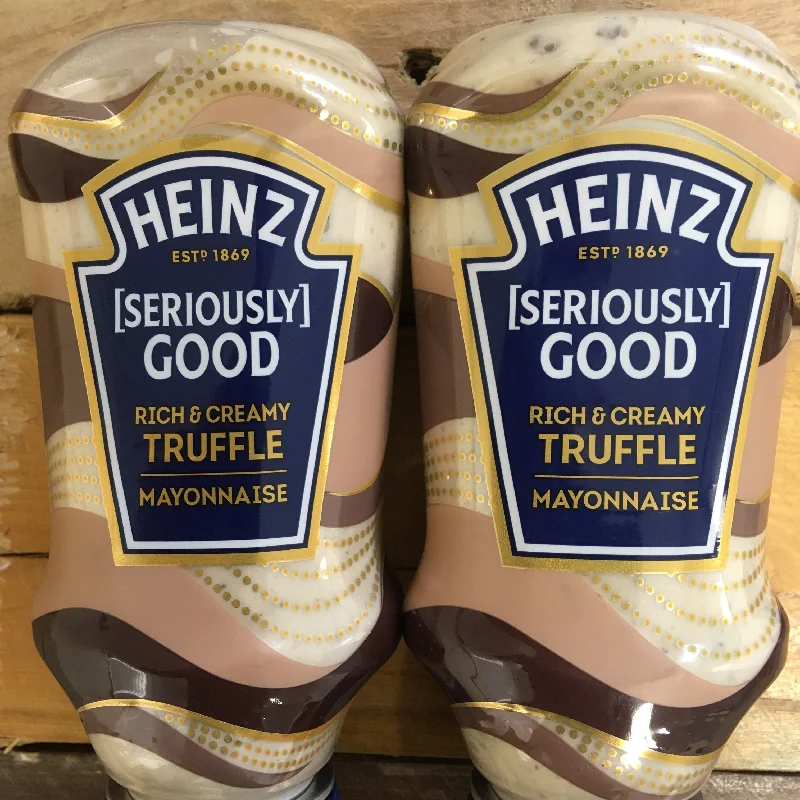 HEINZ
ESTD 1869
[SERIOUSLY]
GOOD
RICH & CREAMY
TRUFFLE
MAYONNAISE
HEINZ
ESTD 1869
[SERIOUSLY]
GOOD
RICH & CREAMY
TRUFFLE
MAYONNAISE